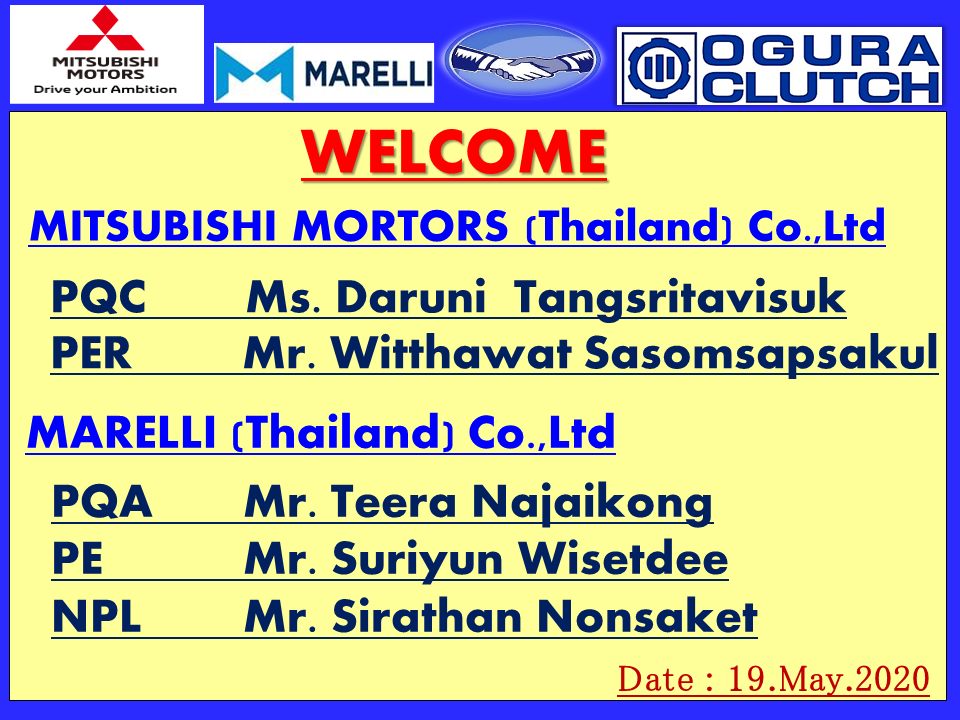 MITSUBISHI
MOTORS
Drive your Ambition
MARELLI
OGURA
CLUTCH
WELCOME
MITSUBISHI MORTORS (Thailand) Co.,Ltd
PQC Ms. Daruni Tangsritavisuk
PER Mr. Witthawat Sasomsapsakul
MARELLI (Thailand) Co.,Ltd
PQA Mr. Teera Najaikong
PE Mr. Suriyun Wisetdee
NPL Mr. Sirathan Nonsaket
Date : 19.May.2020